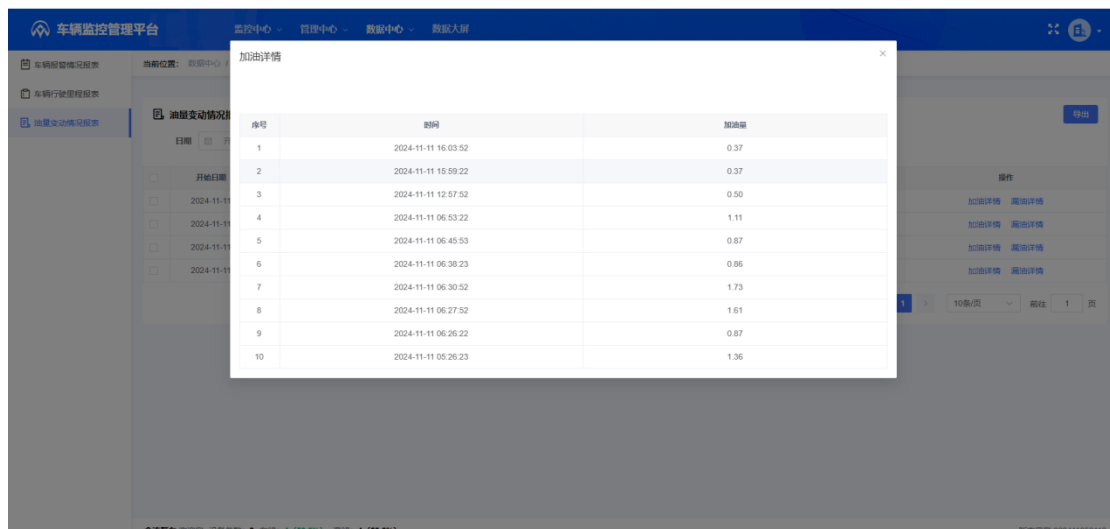 车辆监控管理平台
监控中心 管理中心 数据中心 数据大屏
车辆报警情况报表
车辆行驶里程报表
油量变动情况报表
当前位置： 数据中心 /
油量变动情况报
导出
日期
开始日期 操作
2024-11-11 加油详情 漏油详情
2024-11-11 加油详情 漏油详情
2024-11-11 加油详情 漏油详情
2024-11-11 加油详情 漏油详情
1 > 10条/页 前往 1 页
加油详情 ×
序号 时间 加油量
1 2024-11-11 16:03:52 0.37
2 2024-11-11 15:59:22 0.37
3 2024-11-11 12:57:52 0.50
4 2024-11-11 06:53:22 1.11
5 2024-11-11 06:45:53 0.87
6 2024-11-11 06:38:23 0.86
7 2024-11-11 06:30:52 1.73
8 2024-11-11 06:27:52 1.61
9 2024-11-11 06:26:22 0.87
10 2024-11-11 05:26:23 1.36